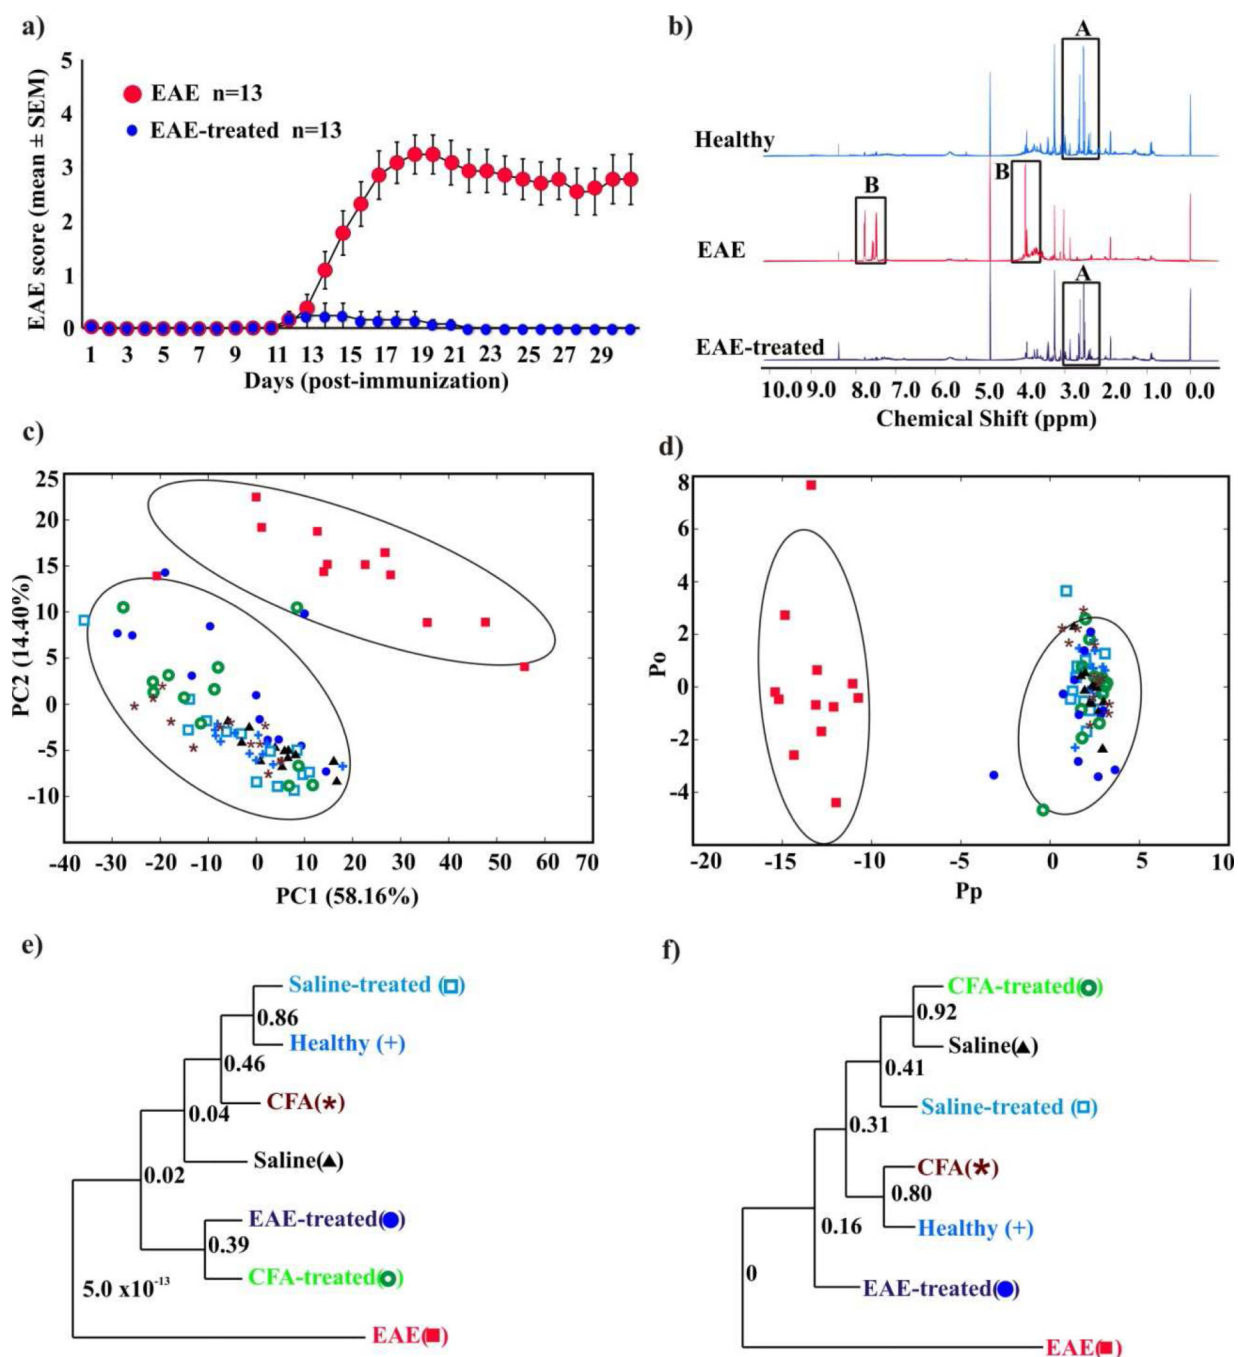 a)
EAE score (mean ± SEM)
5
4
3
2
1
0
EAE n=13
EAE-treated n=13
1 3 5 7 9 11 13 15 17 19 21 23 25 27 29
Days (post-immunization)
b)
A
Healthy
B B
EAE
A
EAE-treated
10.0 9.0 8.0 7.0 6.0 5.0 4.0 3.0 2.0 1.0 0.0
Chemical Shift (ppm)
c)
PC2 (14.40%)
25
20
15
10
5
0
-5
-10
-40 -30 -20 -10 0 10 20 30 40 50 60 70
PC1 (58.16%)
d)
Po
8
6
4
2
0
-2
-4
-20 -15 -10 -5 0 5 10
Pp
e)
Saline-treated ( )
0.86
Healthy (+)
0.46
CFA(*)
0.04
Saline(▲)
0.02
EAE-treated( )
0.39
CFA-treated( )
5.0 x10⁻¹³
EAE( )
f)
CFA-treated( )
0.92
Saline(▲)
0.41
Saline-treated ( )
0.31
CFA(*)
0.80
Healthy (+)
0.16
EAE-treated( )
0
EAE( )